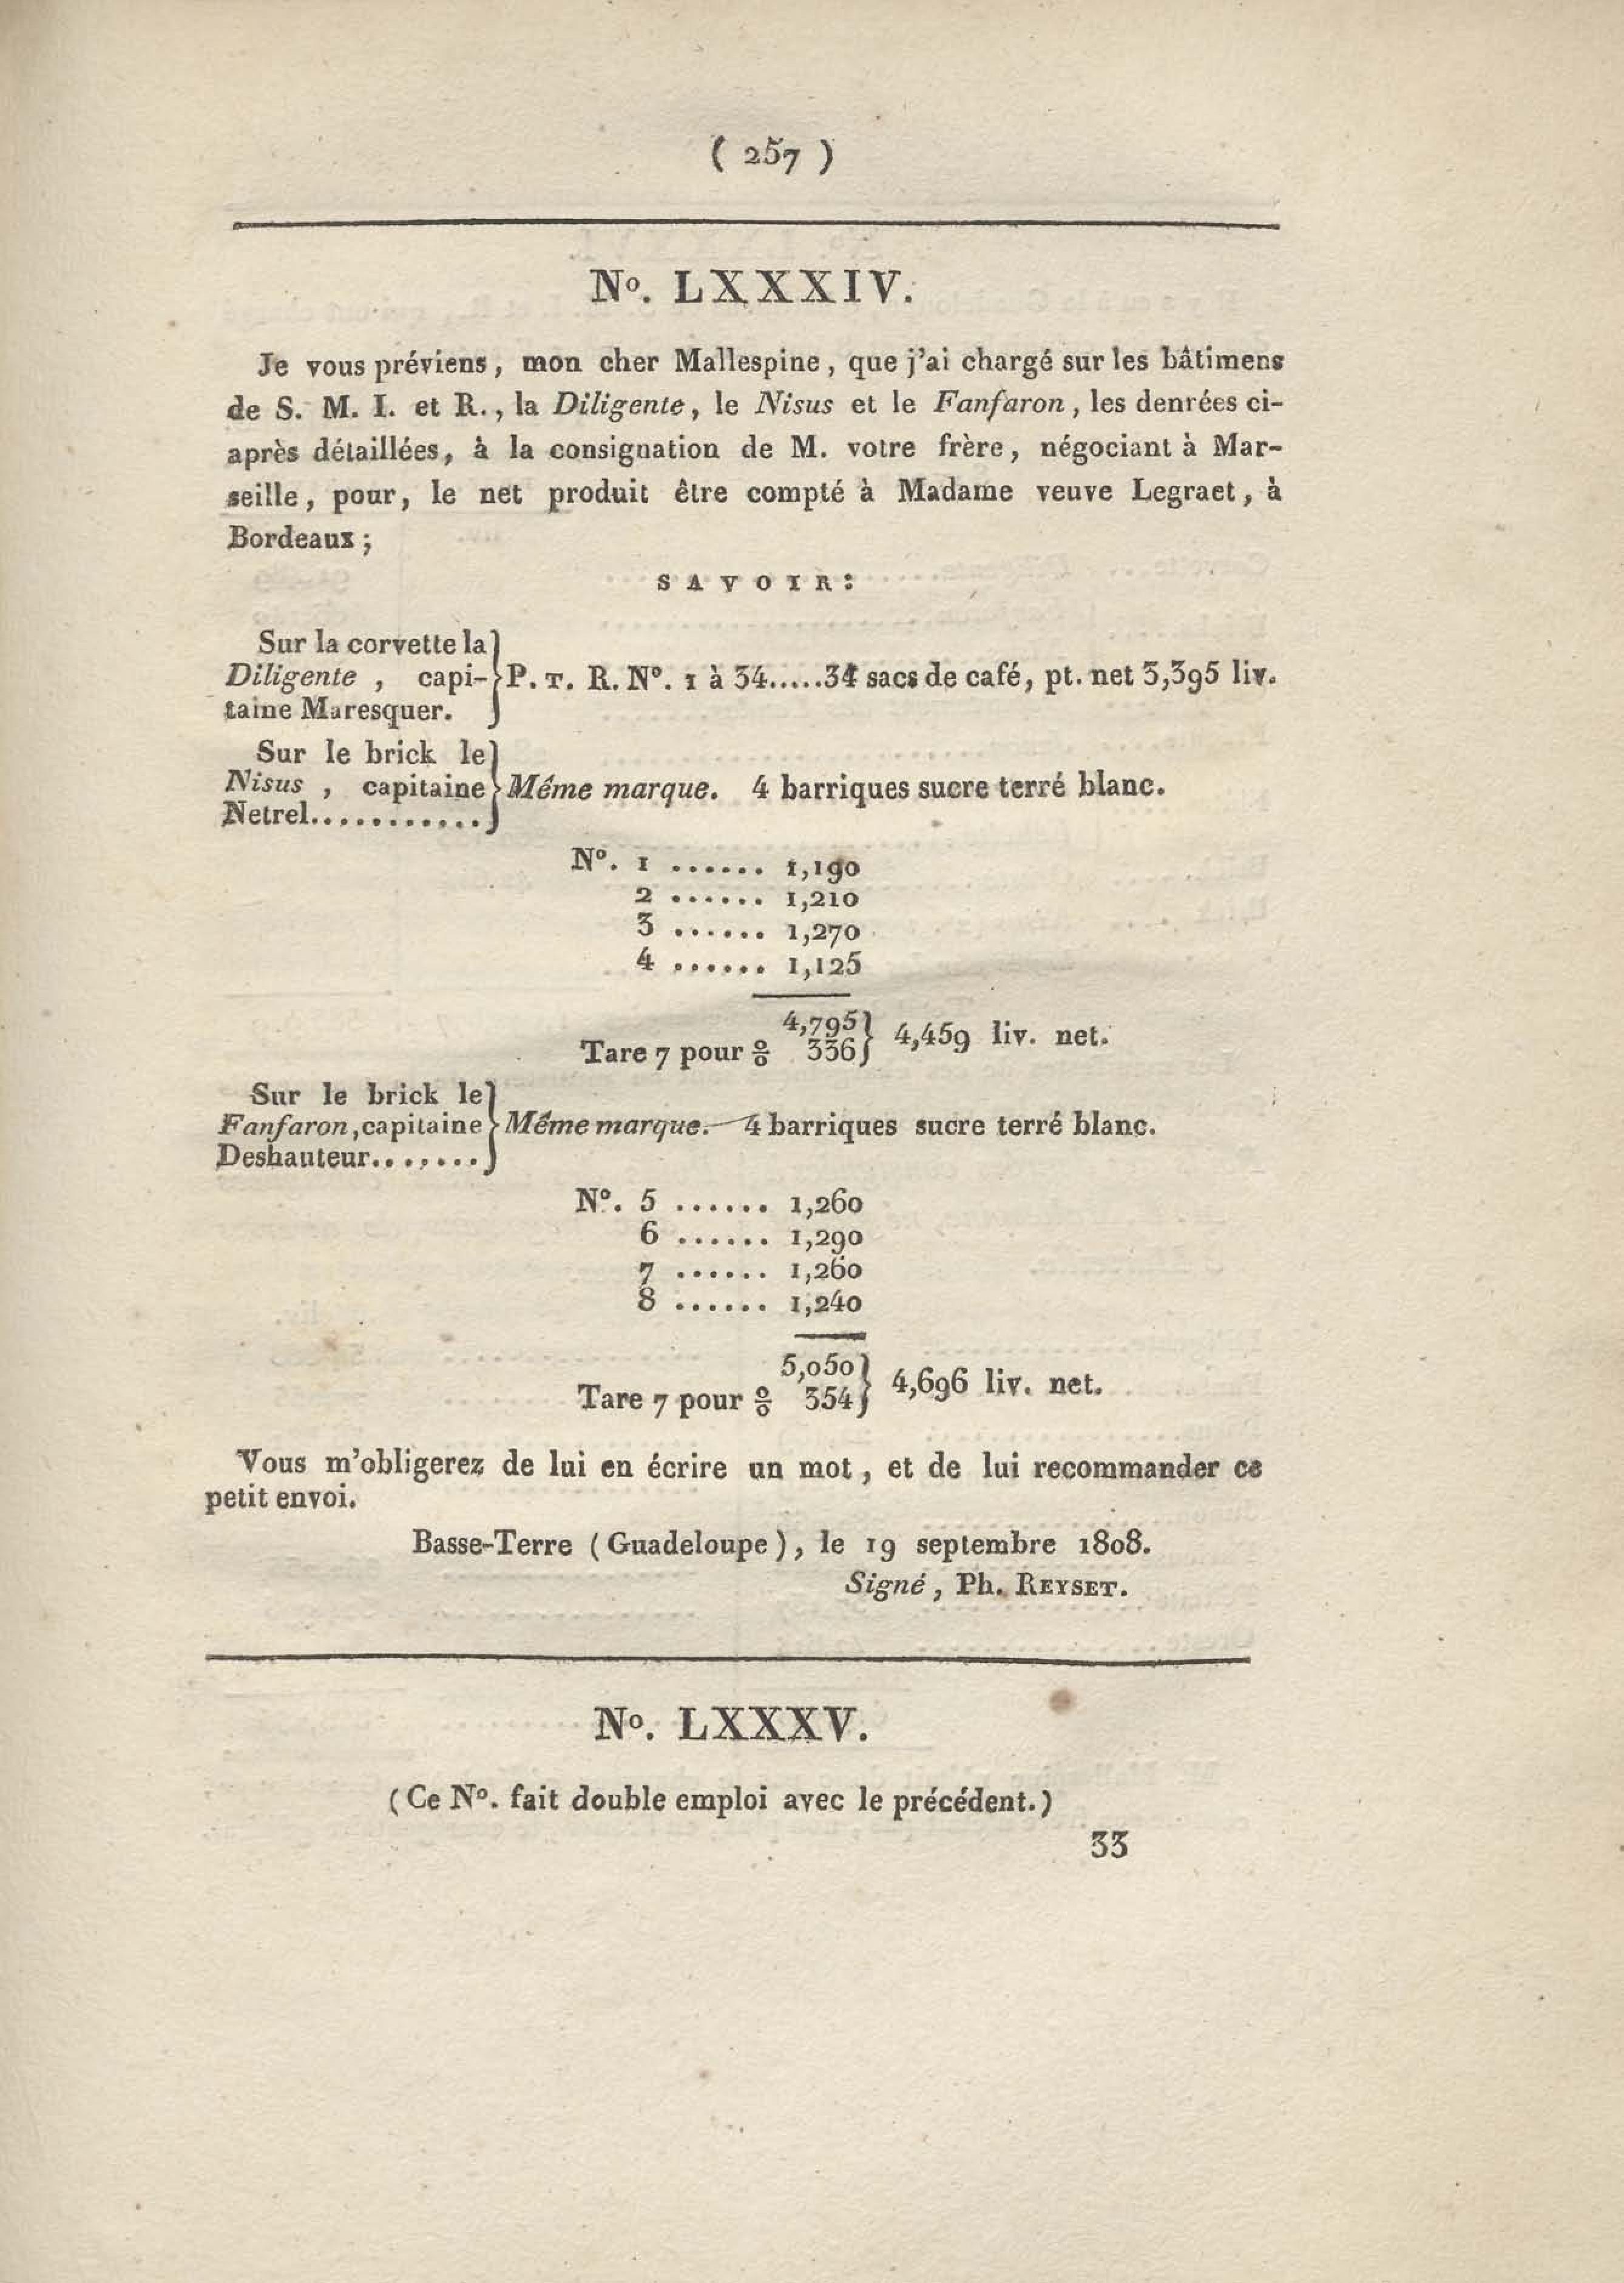 ( 257 )
Nº. LXXXIV.
Je vous préviens, mon cher Mallespine, que j'ai chargé sur les bâtimens
de S. M. I. et R., la Diligente, le Nisus et le Fanfaron, les denrées ci-
après détaillées, à la consignation de M. votre frère, négociant à Mar-
seille, pour, le net produit être compté à Madame veuve Legraet, à
Bordeaux;
SAVOIR:
Sur la corvette la
Diligente, capi- } P. T. R. Nº. 1 à 34.....34 sacs de café, pt. net 3,395 liv.
taine Maresquer.
Sur le brick le
Nisus, capitaine } Même marque. 4 barriques sucre terré blanc.
Netrel...........
Nº. 1 ...... 1,190
2 ...... 1,210
3 ...... 1,270
4 ...... 1,125
4,795 } 4,459 liv. net.
Tare 7 pour % 336
Sur le brick le
Fanfaron, capitaine } Même marque.—4 barriques sucre terré blanc.
Deshauteur........
Nº. 5 ...... 1,260
6 ...... 1,290
7 ...... 1,260
8 ...... 1,240
5,050 } 4,696 liv. net.
Tare 7 pour % 354
Vous m'obligerez de lui en écrire un mot, et de lui recommander ce
petit envoi.
Basse-Terre (Guadeloupe), le 19 septembre 1808.
Signé, Ph. REYSET.
Nº. LXXXV.
(Ce Nº. fait double emploi avec le précédent.)
33